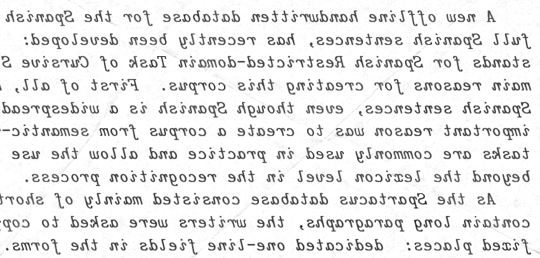 A new offline handwritten database for the Spanish
full Spanish sentences, has recently been developed:
stands for Spanish Restricted-domain Task of Cursive S
main reasons for creating this corpus. First of all,
Spanish sentences, even though Spanish is a widespread
important reason was to create a corpus from semantic-
tasks are commonly used in practice and allow the use
beyond the lexicon level in the recognition process.
As the Spartacus database consisted mainly of short
contain long paragraphs, the writers were asked to copy
fixed places: dedicated one-line fields in the forms.